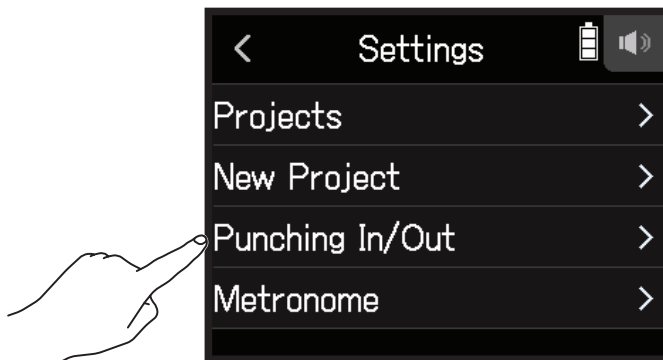 Settings
Projects
New Project
Punching In/Out
Metronome